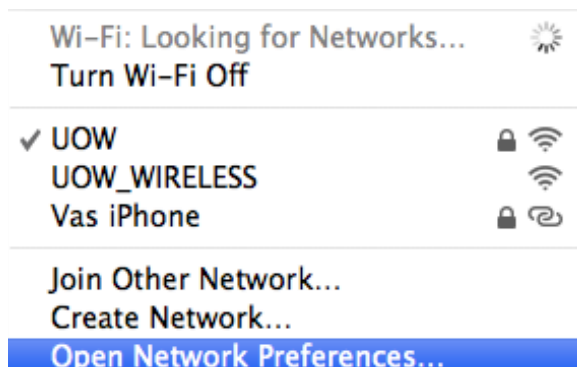 Wi-Fi: Looking for Networks...
Turn Wi-Fi Off
UOW
UOW_WIRELESS
Vas iPhone
Join Other Network...
Create Network...
Open Network Preferences...